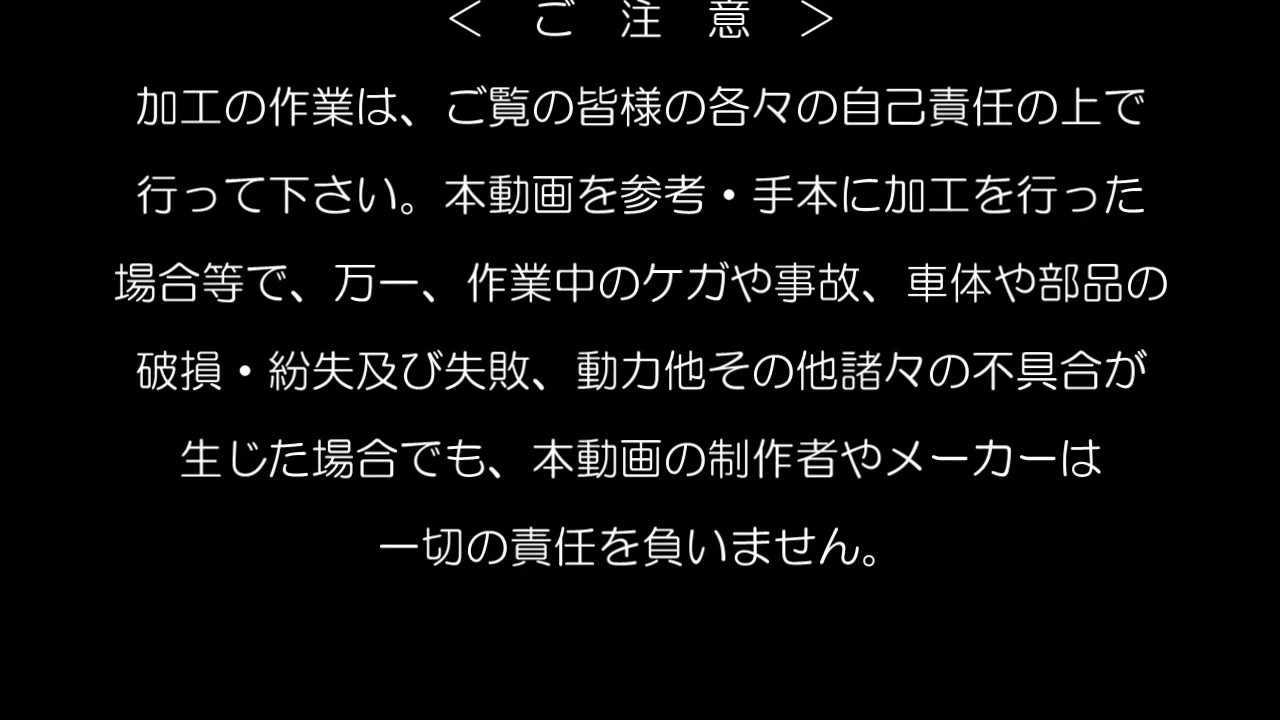 ＜　ご　注　意　＞
加工の作業は、ご覧の皆様の各々の自己責任の上で
行って下さい。本動画を参考・手本に加工を行った
場合等で、万一、作業中のケガや事故、車体や部品の
破損・紛失及び失敗、動力他その他諸々の不具合が
生じた場合でも、本動画の制作者やメーカーは
一切の責任を負いません。